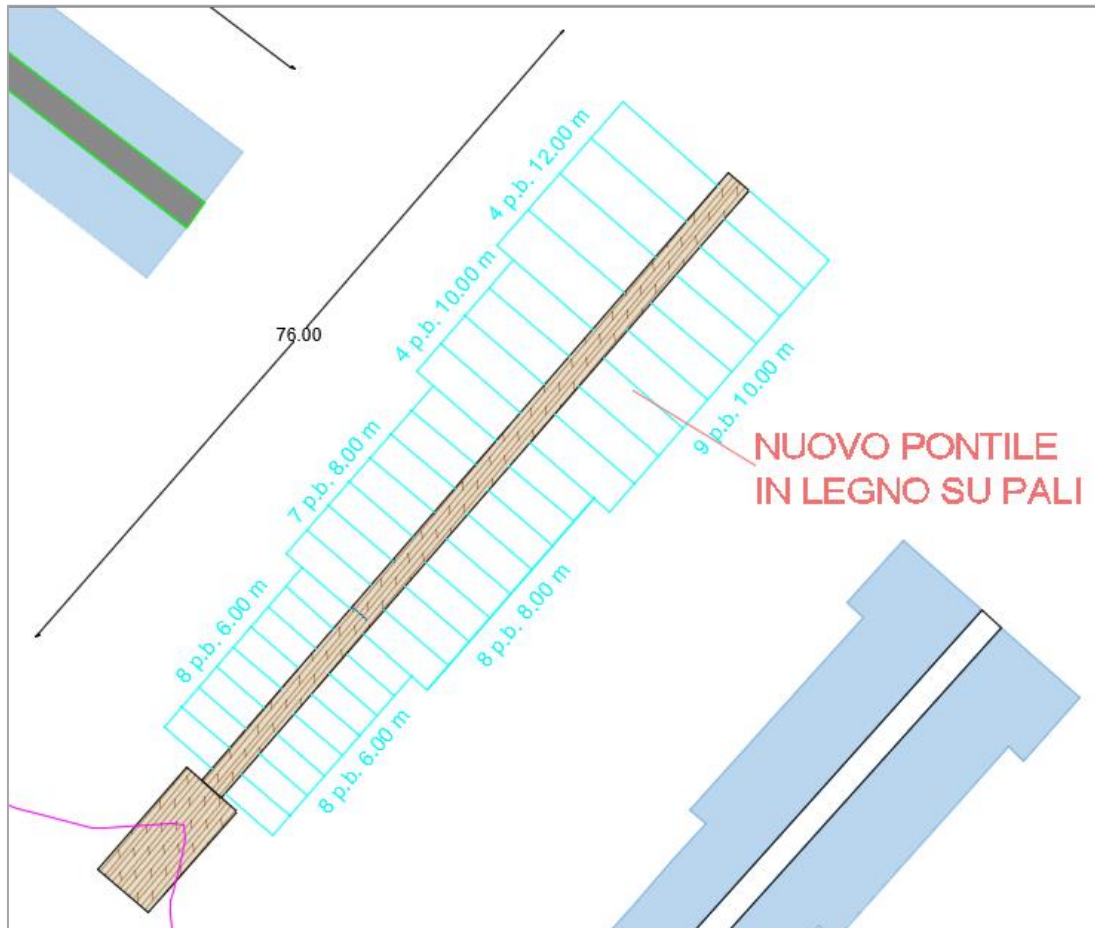 4 p.b. 12.00 m
4 p.b. 10.00 m
76.00
7 p.b. 8.00 m
9 p.b. 10.00 m
NUOVO PONTILE
IN LEGNO SU PALI
8 p.b. 6.00 m
8 p.b. 8.00 m
8 p.b. 6.00 m